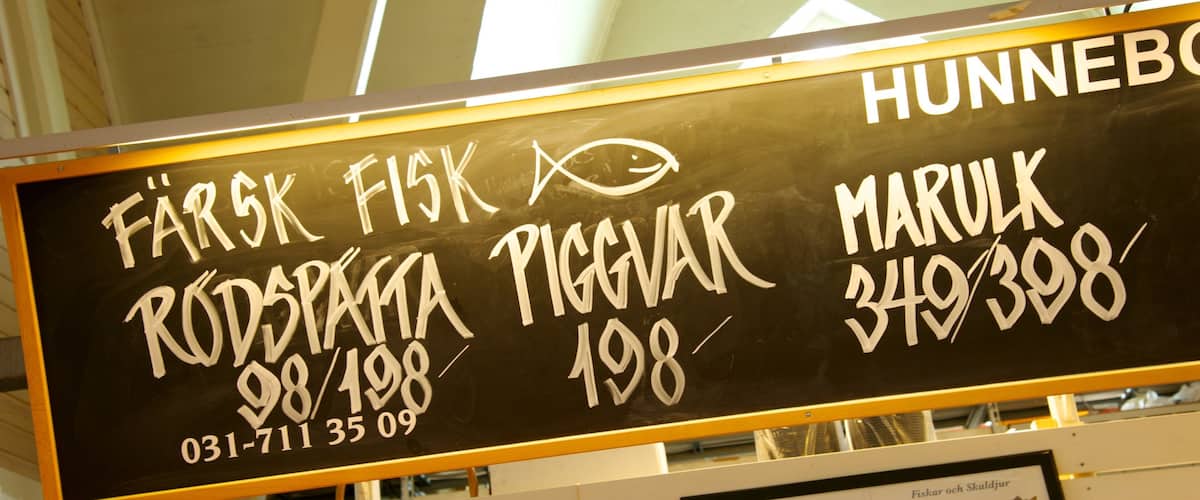 HUNNEBO
FÄRSK FISK
RÖDSPÄTTA
98/198/
PIGGVAR
198/
MARULK
349/398/
031-711 35 09
Fiskar och Skaldjur